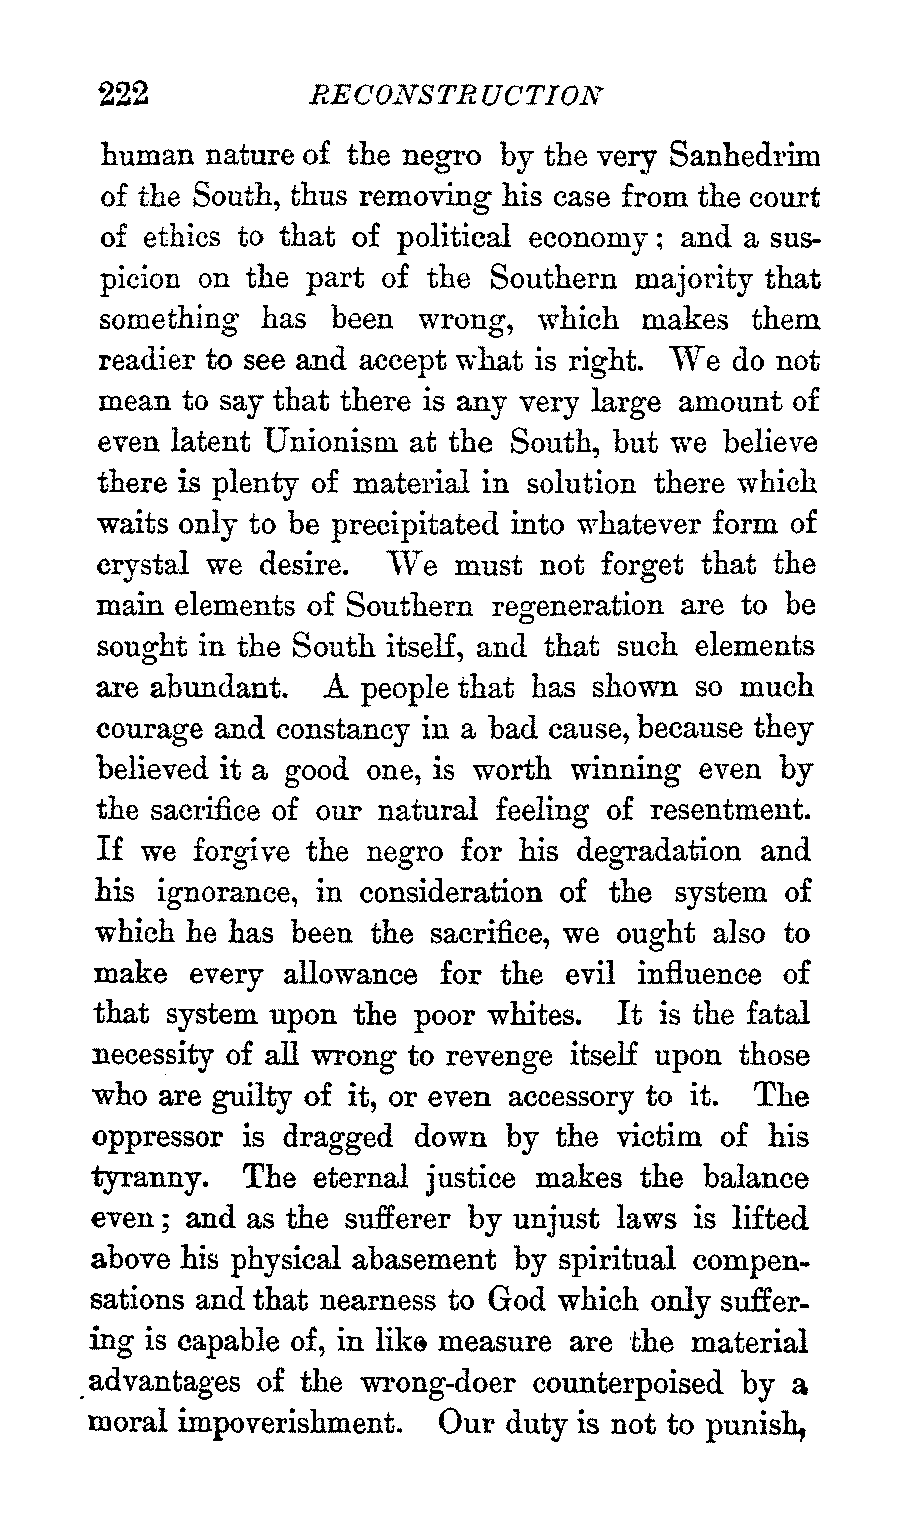 222 RECONSTRUCTION
human nature of the negro by the very Sanhedrim
of the South, thus removing his case from the court
of ethics to that of political economy; and a sus-
picion on the part of the Southern majority that
something has been wrong, which makes them
readier to see and accept what is right. We do not
mean to say that there is any very large amount of
even latent Unionism at the South, but we believe
there is plenty of material in solution there which
waits only to be precipitated into whatever form of
crystal we desire. We must not forget that the
main elements of Southern regeneration are to be
sought in the South itself, and that such elements
are abundant. A people that has shown so much
courage and constancy in a bad cause, because they
believed it a good one, is worth winning even by
the sacrifice of our natural feeling of resentment.
If we forgive the negro for his degradation and
his ignorance, in consideration of the system of
which he has been the sacrifice, we ought also to
make every allowance for the evil influence of
that system upon the poor whites. It is the fatal
necessity of all wrong to revenge itself upon those
who are guilty of it, or even accessory to it. The
oppressor is dragged down by the victim of his
tyranny. The eternal justice makes the balance
even; and as the sufferer by unjust laws is lifted
above his physical abasement by spiritual compen-
sations and that nearness to God which only suffer-
ing is capable of, in like measure are the material
advantages of the wrong-doer counterpoised by a
moral impoverishment. Our duty is not to punish,